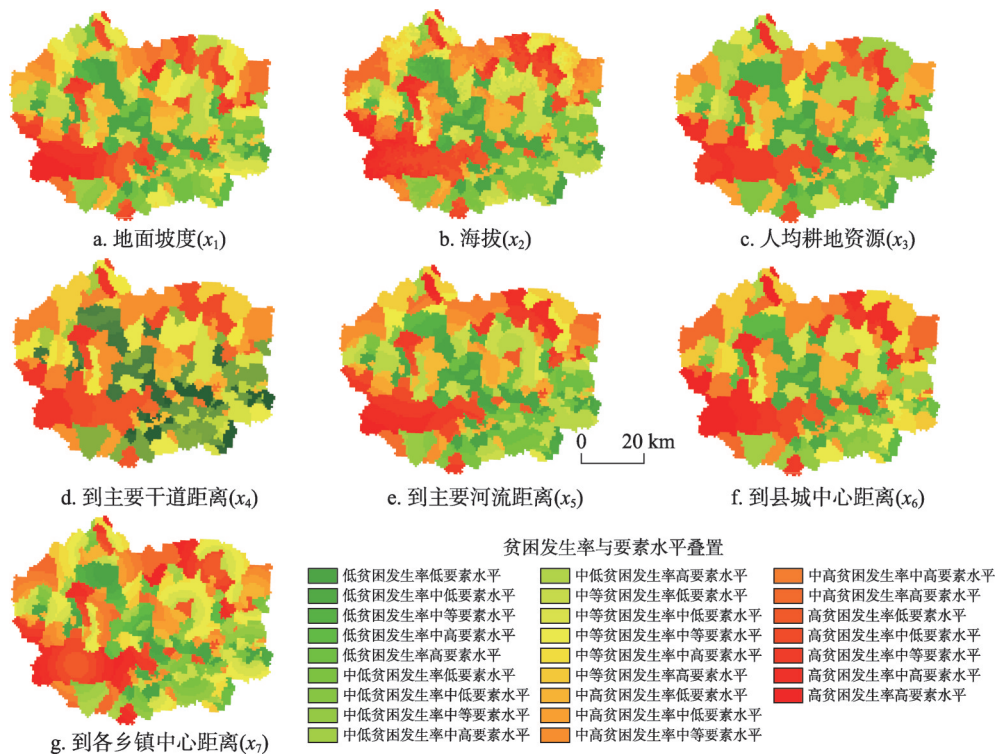 a. 地面坡度(x₁)
b. 海拔(x₂)
c. 人均耕地资源(x₃)
d. 到主要干道距离(x₄)
e. 到主要河流距离(x₅)
0 20 km
f. 到县城中心距离(x₆)
g. 到各乡镇中心距离(x₇)
贫困发生率与要素水平叠置
低贫困发生率低要素水平
低贫困发生率中低要素水平
低贫困发生率中等要素水平
低贫困发生率中高要素水平
低贫困发生率高要素水平
中低贫困发生率低要素水平
中低贫困发生率中低要素水平
中低贫困发生率中等要素水平
中低贫困发生率中高要素水平
中低贫困发生率高要素水平
中等贫困发生率低要素水平
中等贫困发生率中低要素水平
中等贫困发生率中等要素水平
中等贫困发生率中高要素水平
中等贫困发生率高要素水平
中高贫困发生率低要素水平
中高贫困发生率中低要素水平
中高贫困发生率中等要素水平
中高贫困发生率中高要素水平
中高贫困发生率高要素水平
高贫困发生率低要素水平
高贫困发生率中低要素水平
高贫困发生率中等要素水平
高贫困发生率中高要素水平
高贫困发生率高要素水平